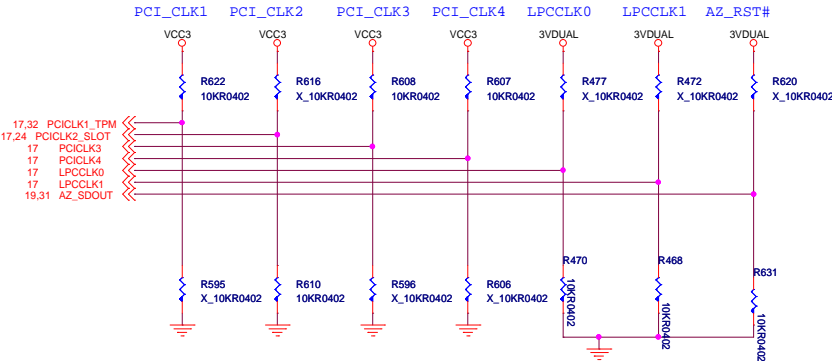 PCI_CLK1 PCI_CLK2 PCI_CLK3 PCI_CLK4 LPCCLK0 LPCCLK1 AZ_RST#
VCC3 VCC3 VCC3 VCC3 3VDUAL 3VDUAL 3VDUAL
R622 R616 R608 R607 R477 R472 R620
10KR0402 X_10KR0402 10KR0402 10KR0402 X_10KR0402 X_10KR0402 X_10KR0402
17,32 PCICLK1_TPM
17,24 PCICLK2_SLOT
17 PCICLK3
17 PCICLK4
17 LPCCLK0
17 LPCCLK1
19,31 AZ_SDOUT
R470 R468 R631
R595 R610 R596 R606
X_10KR0402 10KR0402 X_10KR0402 X_10KR0402
10KR0402 10KR0402 10KR0402